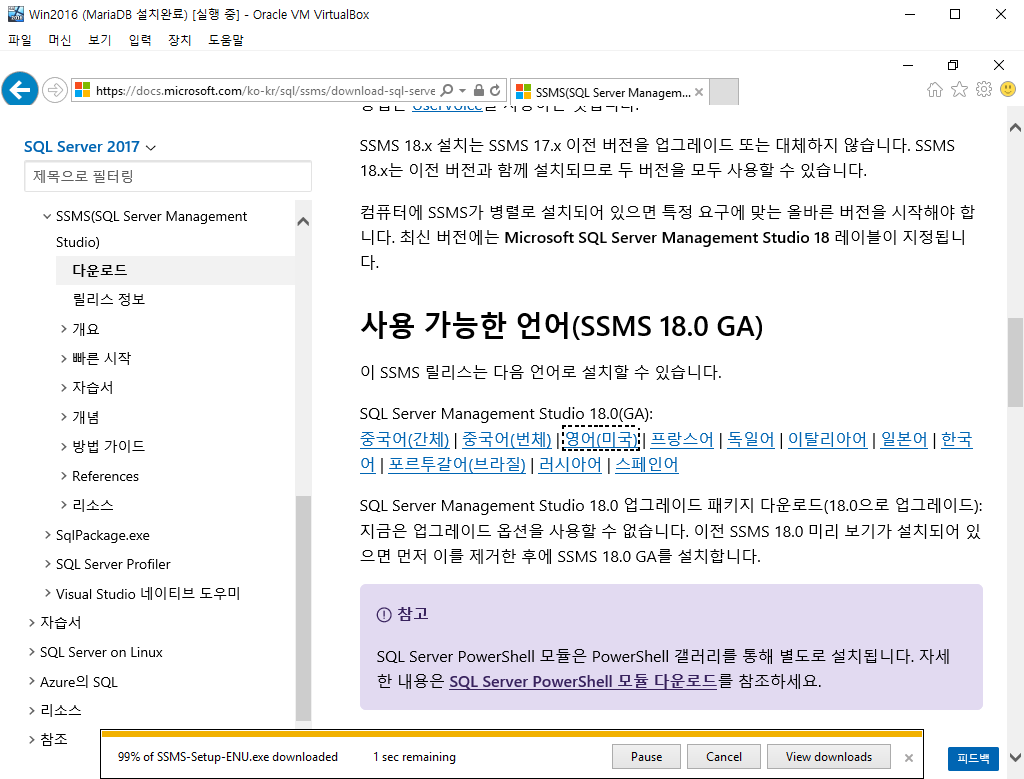 Win2016 (MariaDB 설치완료) [실행 중] - Oracle VM VirtualBox
파일 머신 보기 입력 장치 도움말
https://docs.microsoft.com/ko-kr/sql/ssms/download-sql-serve
SSMS(SQL Server Managem...
UserVoice를 사용하는 것입니다.
SQL Server 2017
제목으로 필터링
SSMS(SQL Server Management
Studio)
다운로드
릴리스 정보
개요
빠른 시작
자습서
개념
방법 가이드
References
리소스
SqlPackage.exe
SQL Server Profiler
Visual Studio 네이티브 도우미
자습서
SQL Server on Linux
Azure의 SQL
리소스
참조
SSMS 18.x 설치는 SSMS 17.x 이전 버전을 업그레이드 또는 대체하지 않습니다. SSMS
18.x는 이전 버전과 함께 설치되므로 두 버전을 모두 사용할 수 있습니다.
컴퓨터에 SSMS가 병렬로 설치되어 있으면 특정 요구에 맞는 올바른 버전을 시작해야 합
니다. 최신 버전에는 Microsoft SQL Server Management Studio 18 레이블이 지정됩니
다.
사용 가능한 언어(SSMS 18.0 GA)
이 SSMS 릴리스는 다음 언어로 설치할 수 있습니다.
SQL Server Management Studio 18.0(GA):
중국어(간체) | 중국어(번체) | 영어(미국) | 프랑스어 | 독일어 | 이탈리아어 | 일본어 | 한국
어 | 포르투갈어(브라질) | 러시아어 | 스페인어
SQL Server Management Studio 18.0 업그레이드 패키지 다운로드(18.0으로 업그레이드):
지금은 업그레이드 옵션을 사용할 수 없습니다. 이전 SSMS 18.0 미리 보기가 설치되어 있
으면 먼저 이를 제거한 후에 SSMS 18.0 GA를 설치합니다.
참고
SQL Server PowerShell 모듈은 PowerShell 갤러리를 통해 별도로 설치됩니다. 자세
한 내용은 SQL Server PowerShell 모듈 다운로드를 참조하세요.
99% of SSMS-Setup-ENU.exe downloaded 1 sec remaining Pause Cancel View downloads
피드백